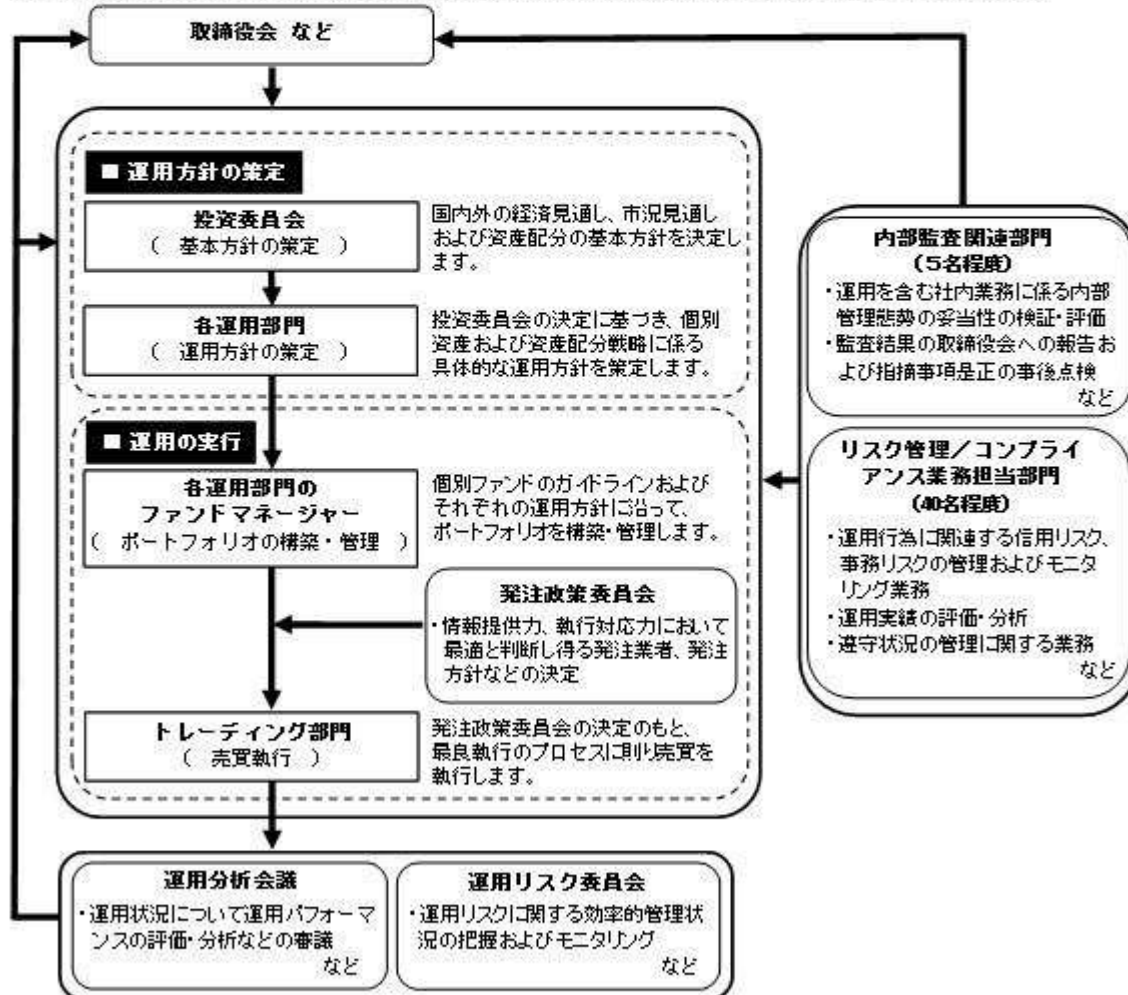 取締役会 など
■ 運用方針の策定
投資委員会
( 基本方針の策定 )
国内外の経済見通し、市況見通し
および資産配分の基本方針を決定し
ます。
各運用部門
( 運用方針の策定 )
投資委員会の決定に基づき、個別
資産および資産配分戦略に係る
具体的な運用方針を策定します。
■ 運用の実行
各運用部門の
ファンドマネージャー
( ポートフォリオの構築・管理 )
個別ファンドのガイドラインおよび
それぞれの運用方針に沿って、
ポートフォリオを構築・管理します。
発注政策委員会
・情報提供力、執行対応力において
最適と判断し得る発注業者、発注
方針などの決定
トレーディング部門
( 売買執行 )
発注政策委員会の決定のもと、
最良執行のプロセスに則り売買を
執行します。
運用分析会議
・運用状況について運用パフォーマ
ンスの評価・分析などの審議
など
運用リスク委員会
・運用リスクに関する効率的管理状
況の把握およびモニタリング
など
内部監査関連部門
(5名程度)
・運用を含む社内業務に係る内部
管理態勢の妥当性の検証・評価
・監査結果の取締役会への報告お
よび指摘事項是正の事後点検
など
リスク管理/コンプライ
アンス業務担当部門
(40名程度)
・運用行為に関連する信用リスク、
事務リスクの管理およびモニタ
リング業務
・運用実績の評価・分析
・遵守状況の管理に関する業務
など